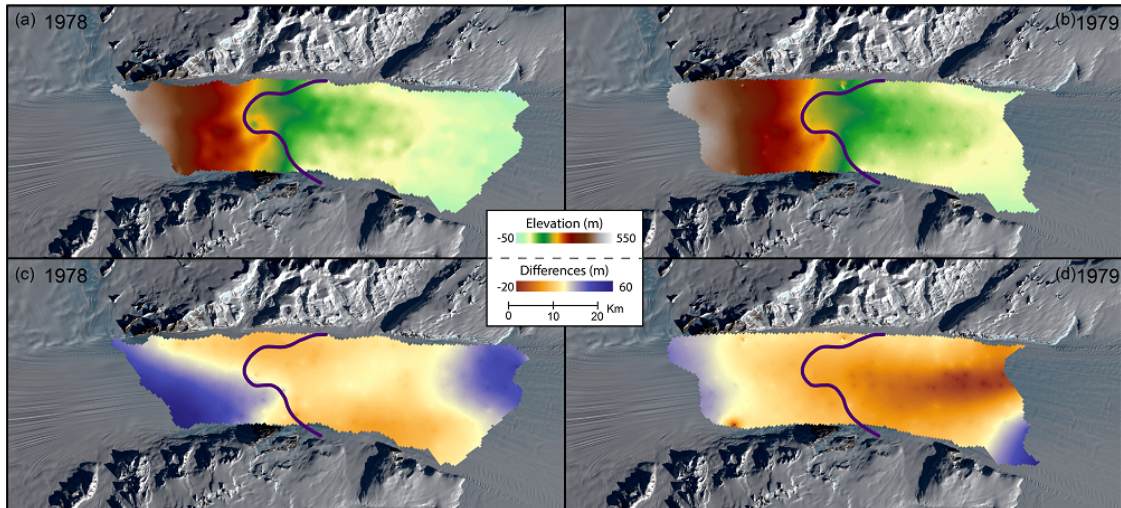 (a) 1978
(b) 1979
Elevation (m)
-50 550
Differences (m)
-20 60
0 10 20 Km
(c) 1978
(d) 1979